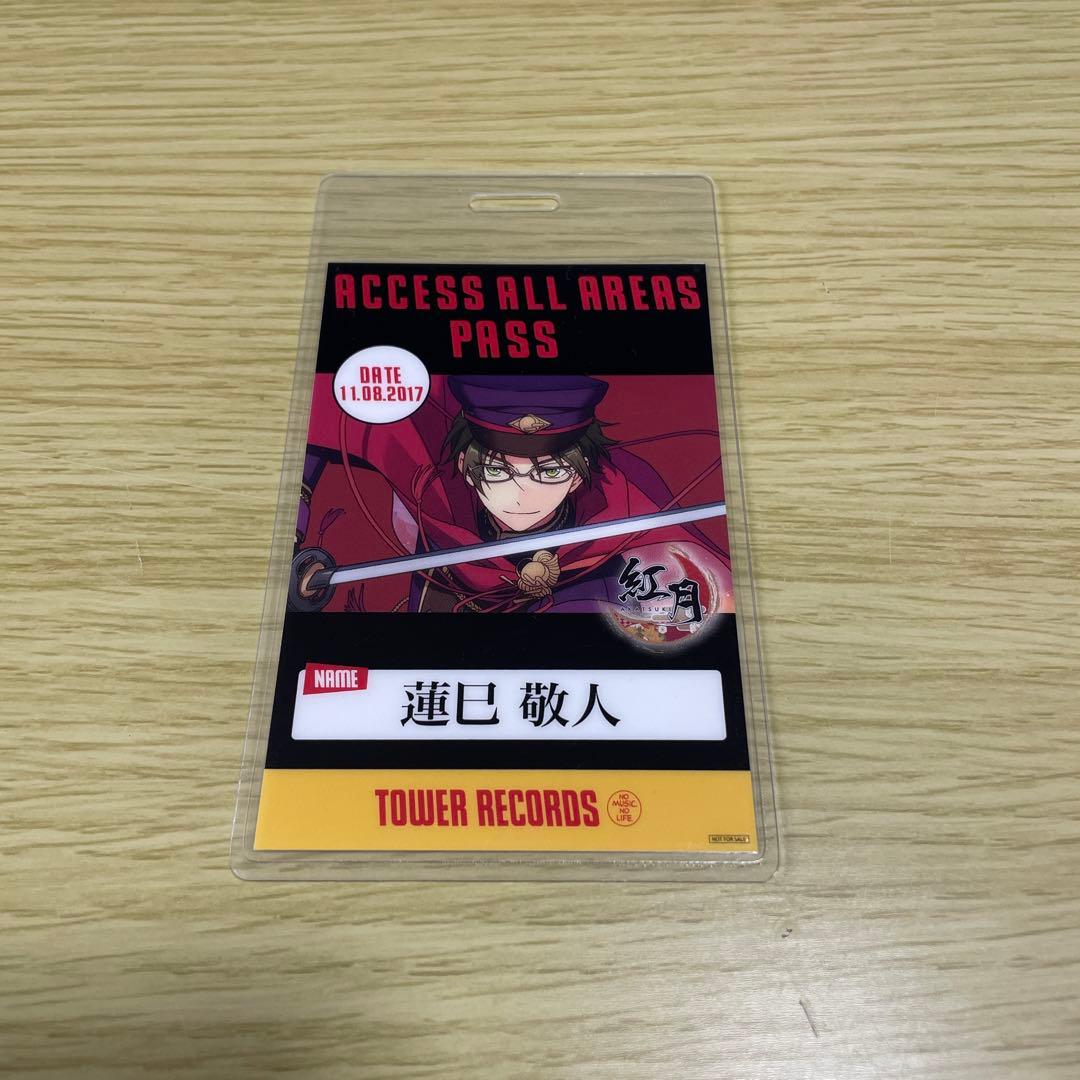 ACCESS ALL AREAS
PASS
DATE
11.08.2017
紅月
AKATSUKI
NAME
蓮巳 敬人
TOWER RECORDS
NO
MUSIC.
NO
LIFE.
NOT FOR SALE